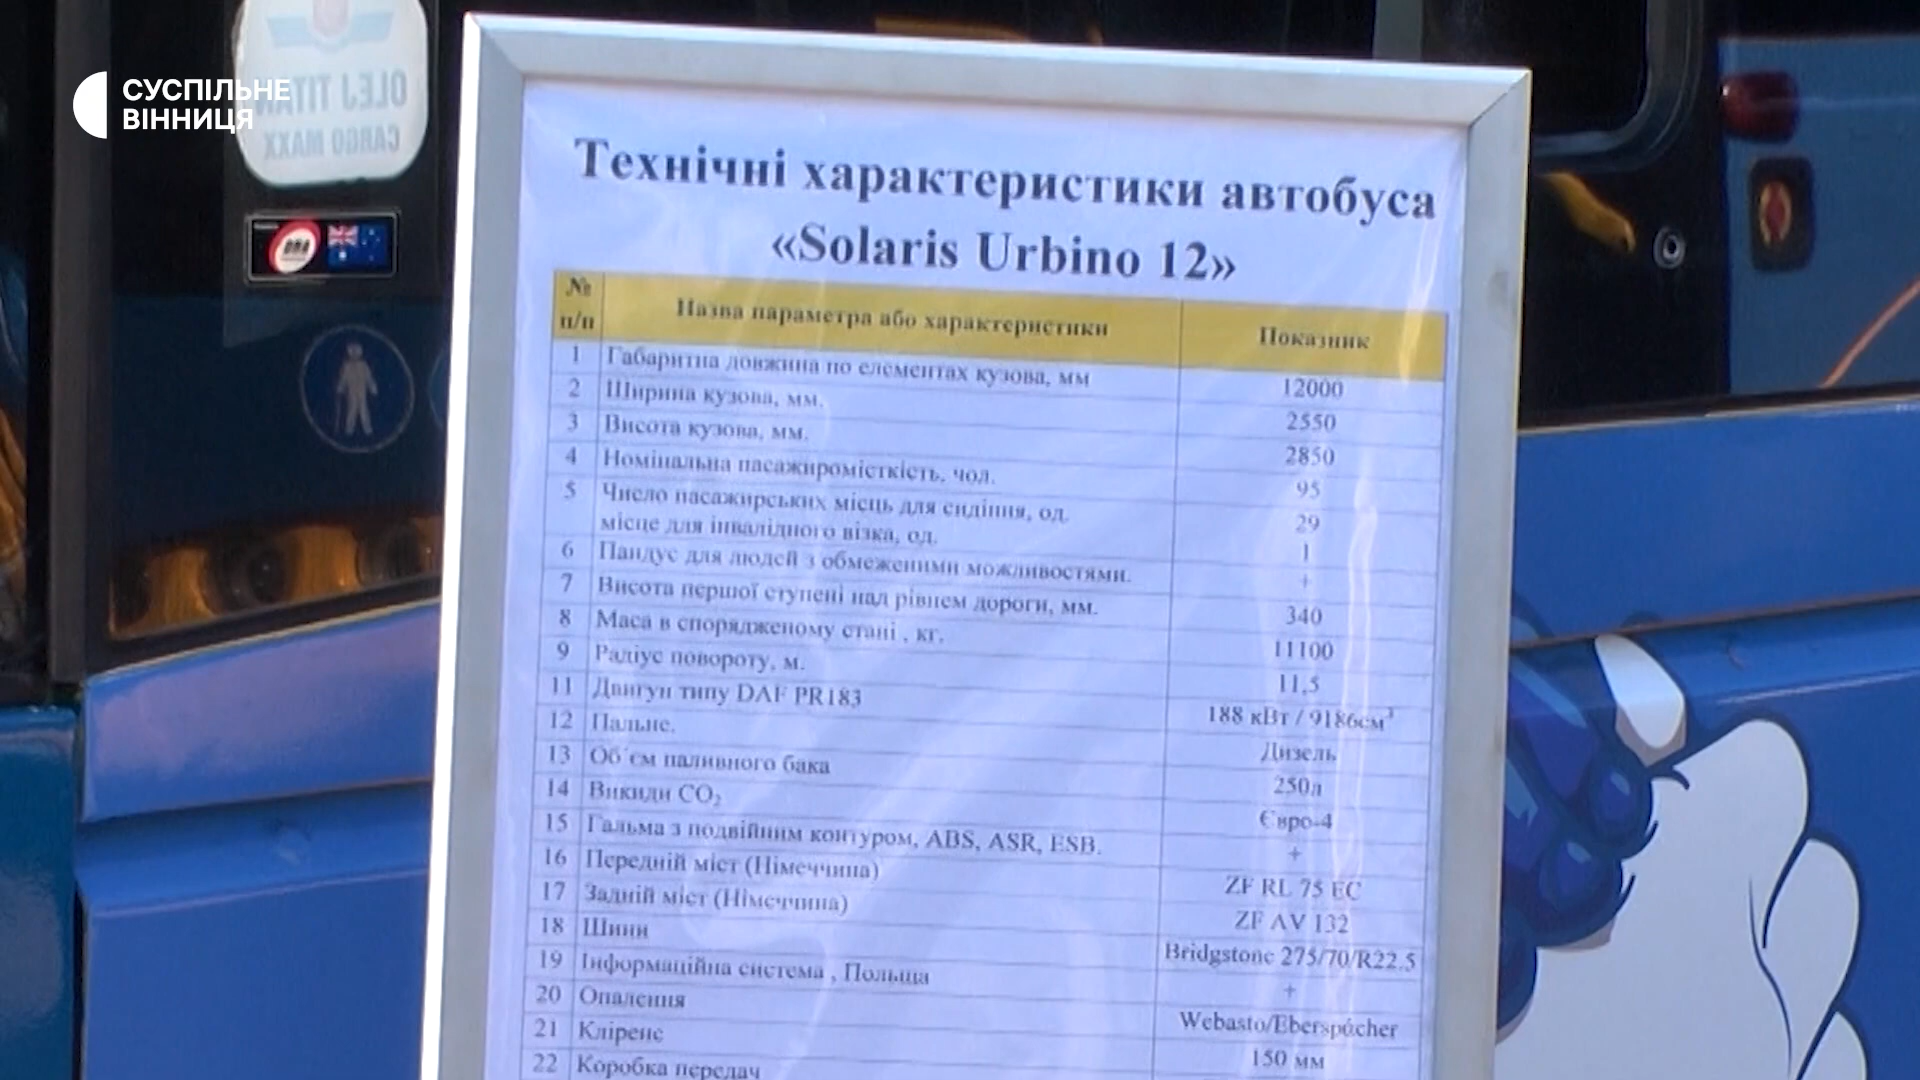 СУСПІЛЬНЕ
ВІННИЦЯ
OLEJ TITAN
CARGO MAXX
Технічні характеристики автобуса
«Solaris Urbino 12»
№ п/п Назва параметра або характеристики Показник
1 Габаритна довжина по елементах кузова, мм 12000
2 Ширина кузова, мм. 2550
3 Висота кузова, мм. 2850
4 Номінальна пасажиромісткість, чол. 95
5 Число пасажирських місць для сидіння, од. 29
місце для інвалідного візка, од. 1
6 Пандус для людей з обмеженими можливостями. +
7 Висота першої ступені над рівнем дороги, мм. 340
8 Маса в спорядженому стані , кг. 11100
9 Радіус повороту, м. 11,5
11 Двигун типу DAF PR183 188 кВт / 9186см³
12 Пальне. Дизель
13 Об´єм паливного бака 250л
14 Викиди CO₂ Євро-4
15 Гальма з подвійним контуром, ABS, ASR, ESB. +
16 Передній міст (Німеччина) ZF RL 75 EC
17 Задній міст (Німеччина) ZF AV 132
18 Шини Bridgstone 275/70/R22.5
19 Інформаційна система , Польща +
20 Опалення Webasto/Eberspächer
21 Кліренс 150 мм
22 Коробка передач